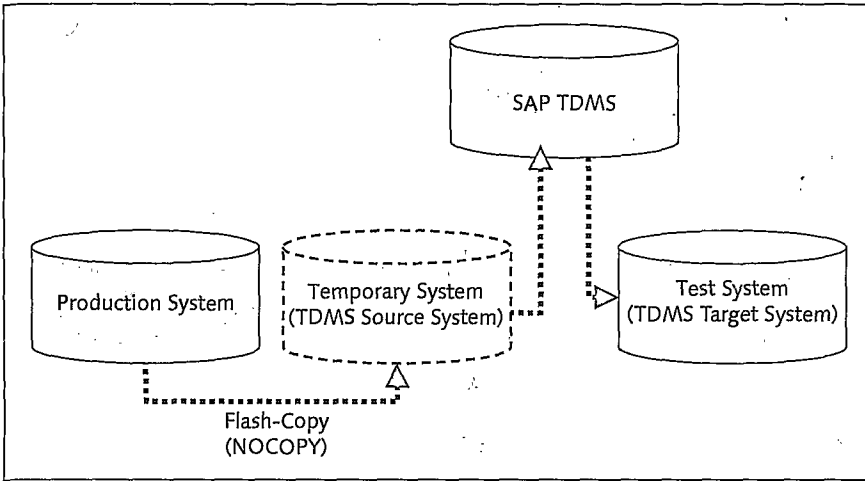 SAP TDMS
Production System
Temporary System
(TDMS Source System)
Test System
(TDMS Target System)
Flash-Copy
(NOCOPY)